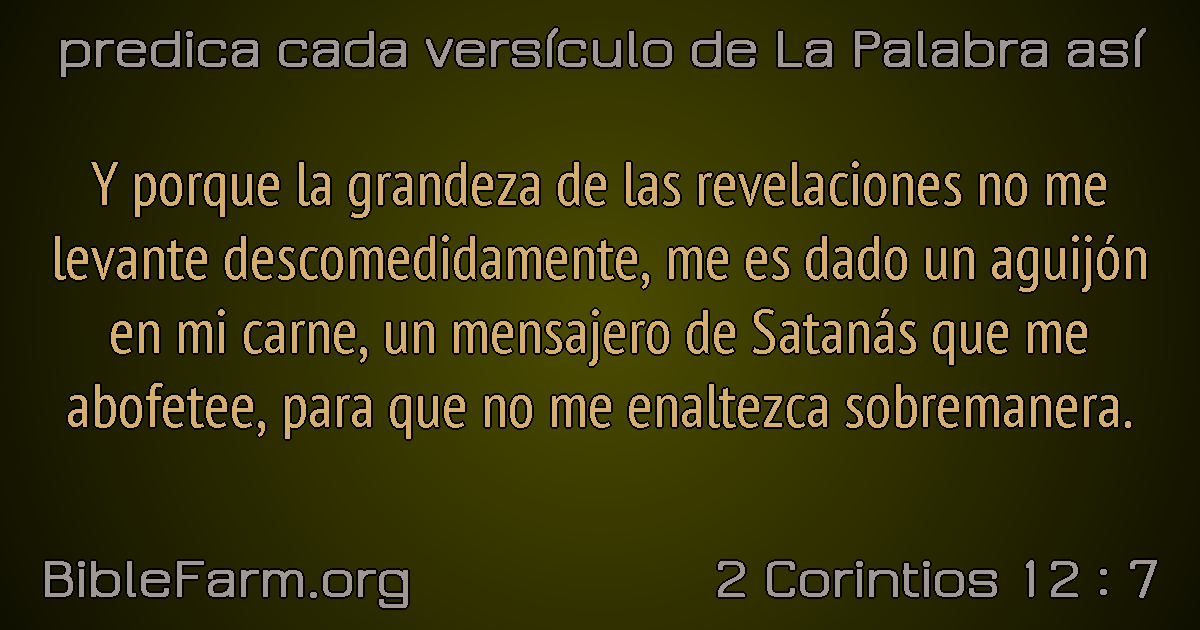 predica cada versículo de La Palabra así
Y porque la grandeza de las revelaciones no me
levante descomedidamente, me es dado un aguijón
en mi carne, un mensajero de Satanás que me
abofetee, para que no me enaltezca sobremanera.
BibleFarm.org
2 Corintios 12 : 7